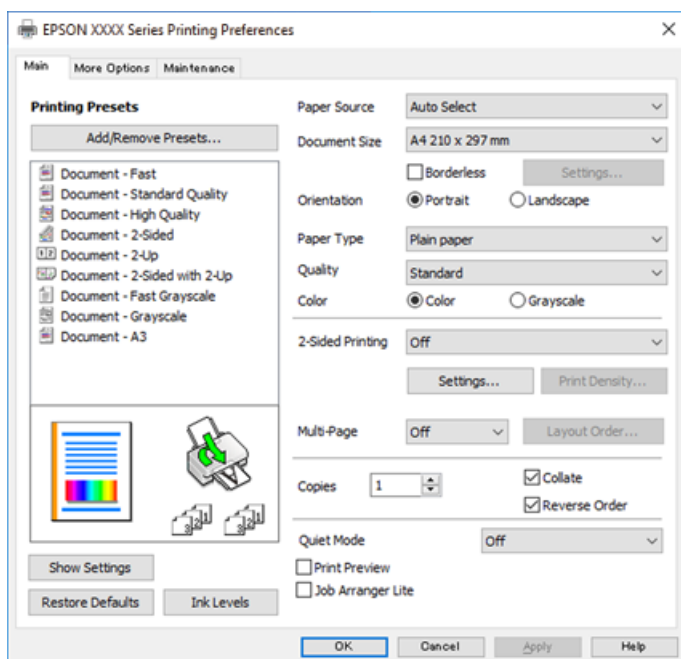 EPSON XXXX Series Printing Preferences
Main
More Options
Maintenance
Printing Presets
Add/Remove Presets...
Document - Fast
Document - Standard Quality
Document - High Quality
Document - 2-Sided
Document - 2-Up
Document - 2-Sided with 2-Up
Document - Fast Grayscale
Document - Grayscale
Document - A3
Show Settings
Restore Defaults
Ink Levels
Paper Source
Auto Select
Document Size
A4 210 x 297 mm
Borderless
Settings...
Orientation
Portrait
Landscape
Paper Type
Plain paper
Quality
Standard
Color
Color
Grayscale
2-Sided Printing
Off
Settings...
Print Density...
Multi-Page
Off
Layout Order...
Copies
1
Collate
Reverse Order
Quiet Mode
Off
Print Preview
Job Arranger Lite
OK
Cancel
Apply
Help